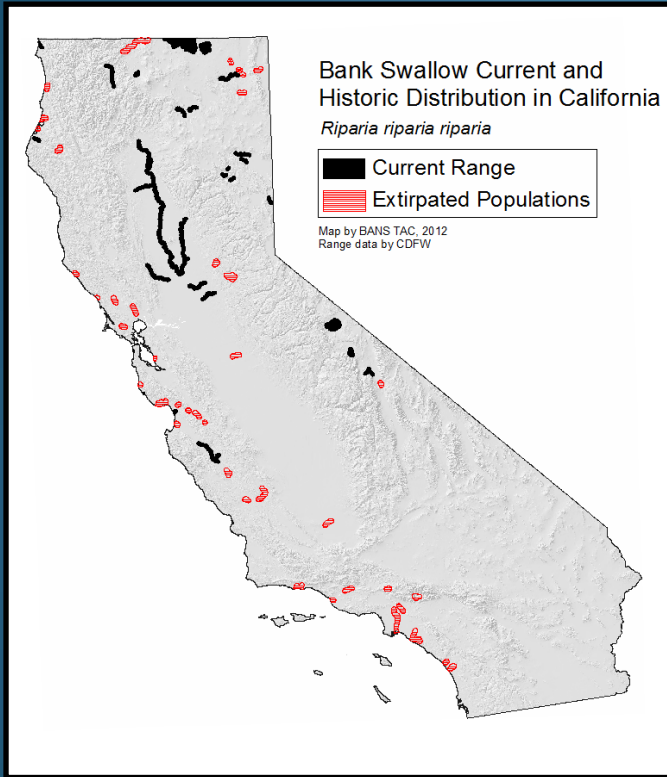 Bank Swallow Current and
Historic Distribution in California
Riparia riparia riparia
Current Range
Extirpated Populations
Map by BANS TAC, 2012
Range data by CDFW